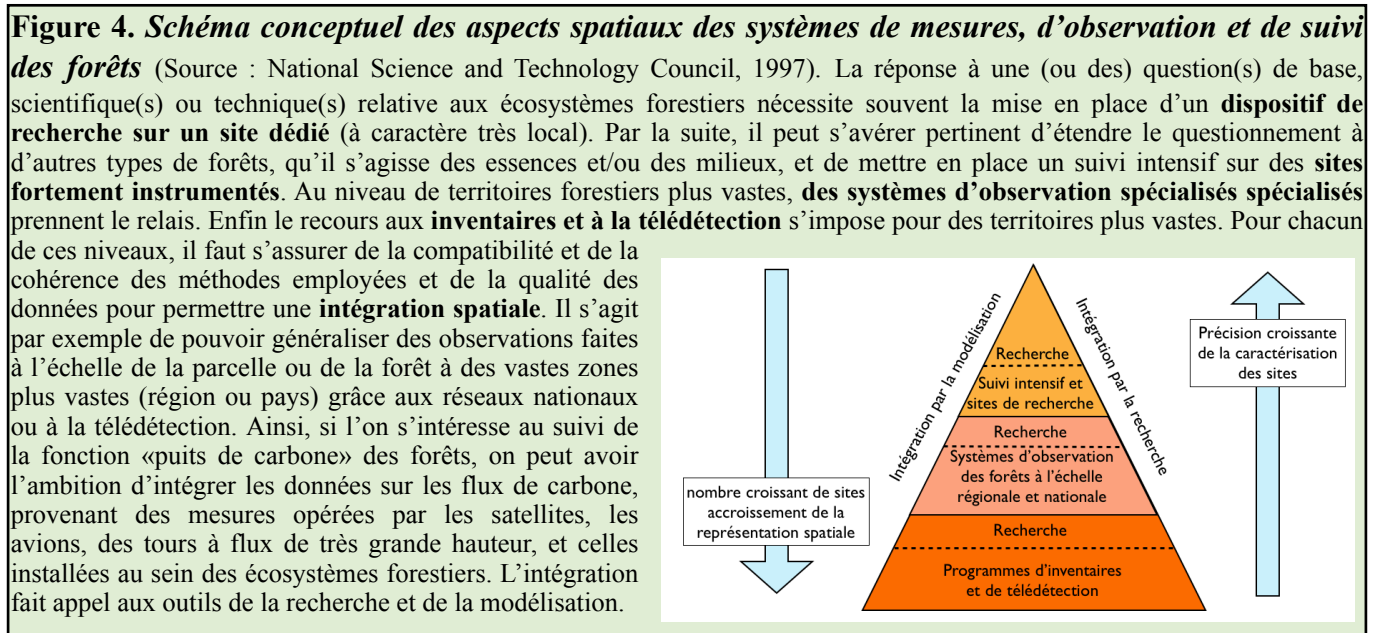 Figure 4. Schéma conceptuel des aspects spatiaux des systèmes de mesures, d’observation et de suivi
des forêts (Source : National Science and Technology Council, 1997). La réponse à une (ou des) question(s) de base,
scientifique(s) ou technique(s) relative aux écosystèmes forestiers nécessite souvent la mise en place d’un dispositif de
recherche sur un site dédié (à caractère très local). Par la suite, il peut s’avérer pertinent d’étendre le questionnement à
d’autres types de forêts, qu’il s’agisse des essences et/ou des milieux, et de mettre en place un suivi intensif sur des sites
fortement instrumentés. Au niveau de territoires forestiers plus vastes, des systèmes d’observation spécialisés spécialisés
prennent le relais. Enfin le recours aux inventaires et à la télédétection s’impose pour des territoires plus vastes. Pour chacun
de ces niveaux, il faut s’assurer de la compatibilité et de la
cohérence des méthodes employées et de la qualité des
données pour permettre une intégration spatiale. Il s’agit
par exemple de pouvoir généraliser des observations faites
à l’échelle de la parcelle ou de la forêt à des vastes zones
plus vastes (région ou pays) grâce aux réseaux nationaux
ou à la télédétection. Ainsi, si l’on s’intéresse au suivi de
la fonction «puits de carbone» des forêts, on peut avoir
l’ambition d’intégrer les données sur les flux de carbone,
provenant des mesures opérées par les satellites, les
avions, des tours à flux de très grande hauteur, et celles
installées au sein des écosystèmes forestiers. L’intégration
fait appel aux outils de la recherche et de la modélisation.
nombre croissant de sites
accroissement de la
représentation spatiale
Intégration par la modélisation
Recherche
Suivi intensif et
sites de recherche
Recherche
Systèmes d’observation
des forêts à l’échelle
régionale et nationale
Recherche
Programmes d’inventaires
et de télédétection
Intégration par la recherche
Précision croissante
de la caractérisation
des sites